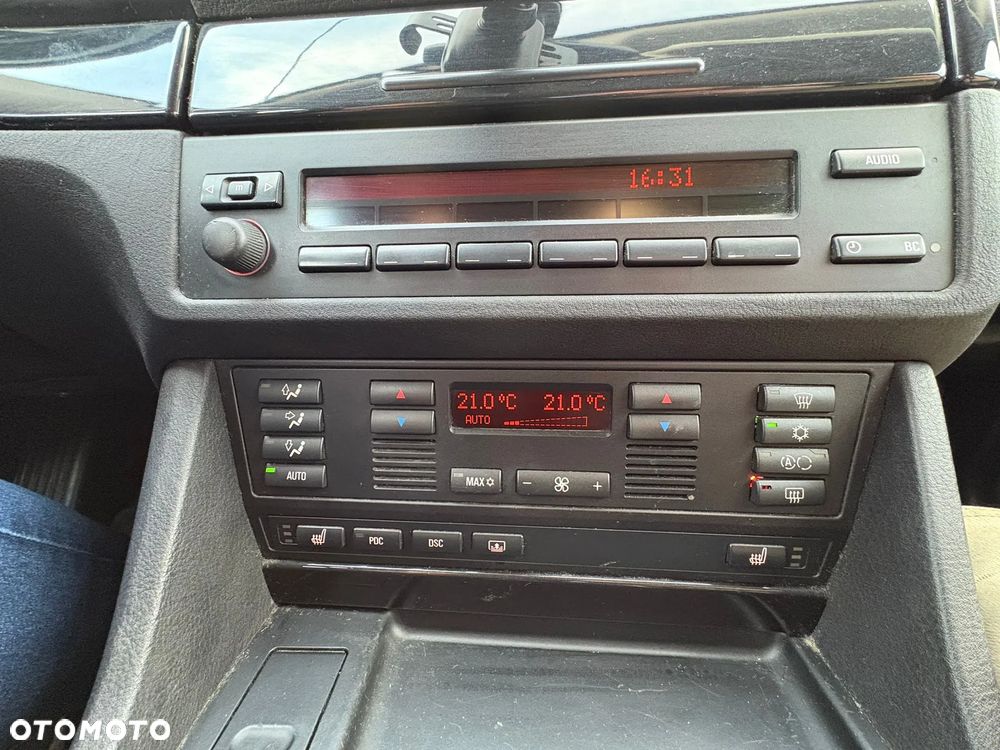 16:31
AUDIO
m
BC
21.0°C 21.0°C
AUTO
AUTO
MAX
- +
A
PDC
DSC
OTOMOTO